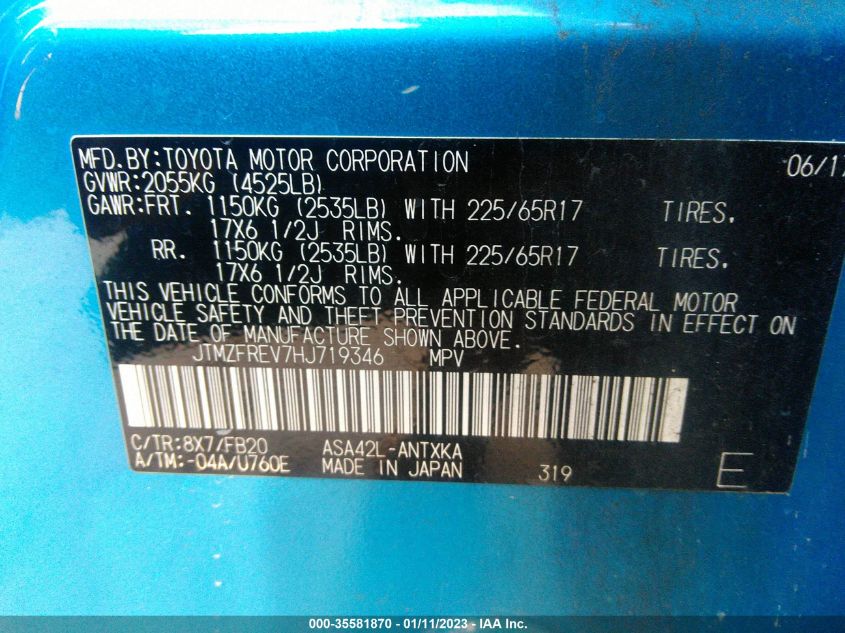 MFD.BY:TOYOTA MOTOR CORPORATION 06/17
GVWR:2055KG (4525LB)
GAWR:FRT. 1150KG (2535LB) WITH 225/65R17 TIRES.
17X6 1/2J RIMS.
RR. 1150KG (2535LB) WITH 225/65R17 TIRES.
17X6 1/2J RIMS.
THIS VEHICLE CONFORMS TO ALL APPLICABLE FEDERAL MOTOR
VEHICLE SAFETY AND THEFT PREVENTION STANDARDS IN EFFECT ON
THE DATE OF MANUFACTURE SHOWN ABOVE.
JTMZFREV7HJ719346 MPV
C/TR:8X7/FB20 ASA42L-ANTXKA
A/TM:-04A/U760E MADE IN JAPAN 319 E
000-35581870 - 01/11/2023 - IAA Inc.